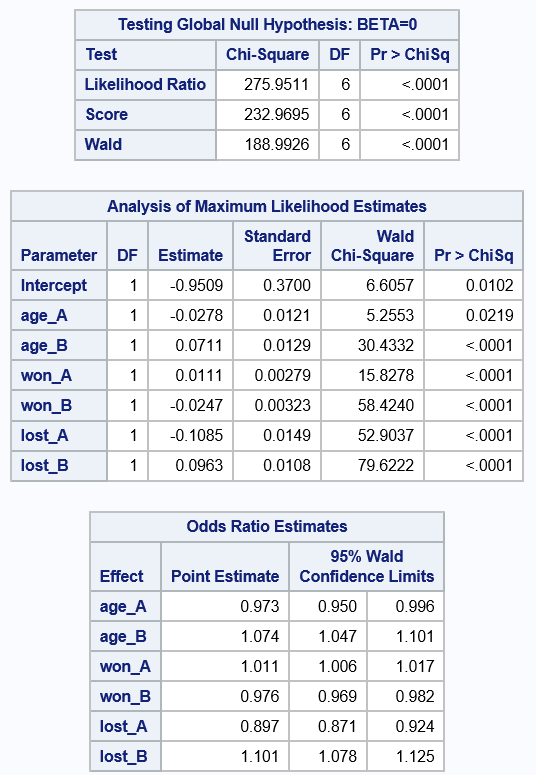 Testing Global Null Hypothesis: BETA=0
Test Chi-Square DF Pr > ChiSq
Likelihood Ratio 275.9511 6 <.0001
Score 232.9695 6 <.0001
Wald 188.9926 6 <.0001
Analysis of Maximum Likelihood Estimates
Parameter DF Estimate Standard Error Wald Chi-Square Pr > ChiSq
Intercept 1 -0.9509 0.3700 6.6057 0.0102
age_A 1 -0.0278 0.0121 5.2553 0.0219
age_B 1 0.0711 0.0129 30.4332 <.0001
won_A 1 0.0111 0.00279 15.8278 <.0001
won_B 1 -0.0247 0.00323 58.4240 <.0001
lost_A 1 -0.1085 0.0149 52.9037 <.0001
lost_B 1 0.0963 0.0108 79.6222 <.0001
Odds Ratio Estimates
Effect Point Estimate 95% Wald Confidence Limits
age_A 0.973 0.950 0.996
age_B 1.074 1.047 1.101
won_A 1.011 1.006 1.017
won_B 0.976 0.969 0.982
lost_A 0.897 0.871 0.924
lost_B 1.101 1.078 1.125